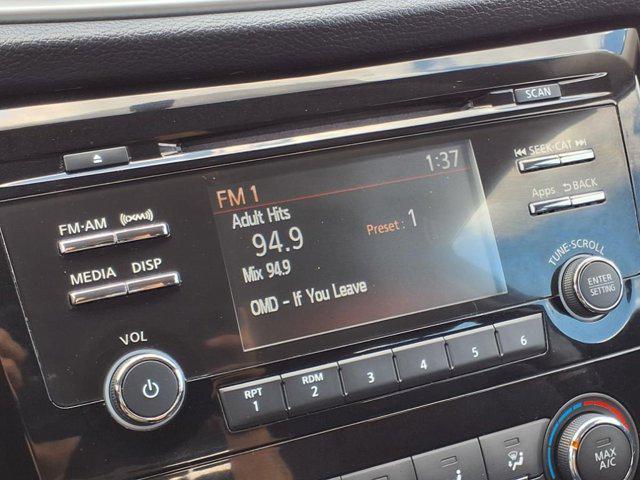 SCAN
SEEK·CAT
Apps BACK
TUNE·SCROLL
ENTER
SETTING
FM·AM
MEDIA DISP
VOL
FM 1
1:37
Adult Hits
94.9
Preset : 1
Mix 94.9
OMD - If You Leave
RPT
1
RDM
2
3
4
5
6
MAX
A/C